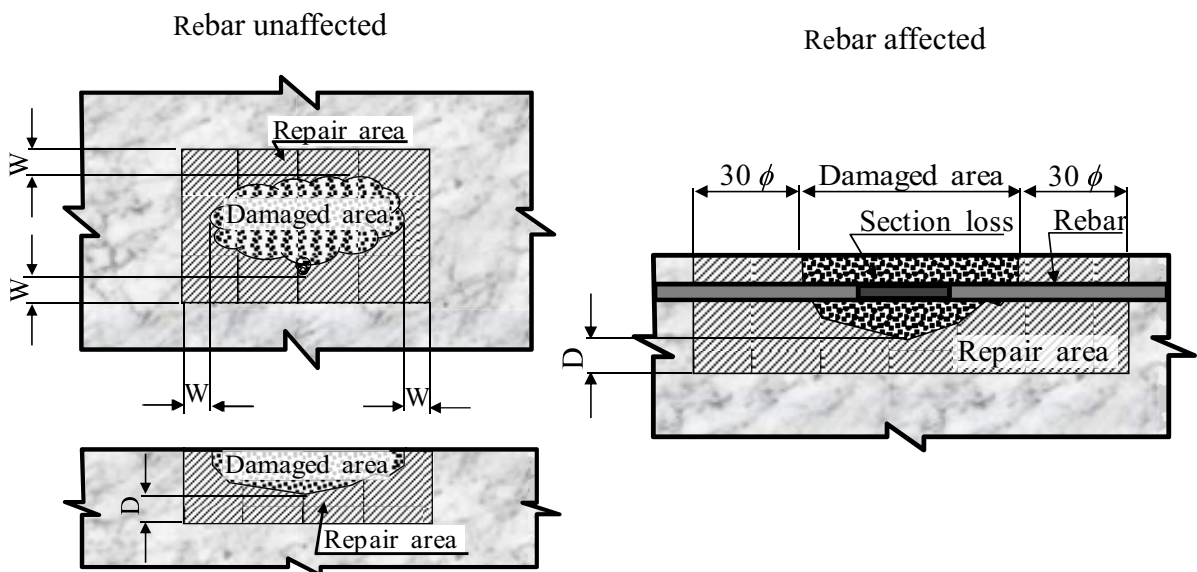 Rebar unaffected
Repair area
W
Damaged area
W
W
W
Damaged area
D
Repair area
Rebar affected
30 ϕ
Damaged area
30 ϕ
Section loss
Rebar
D
Repair area